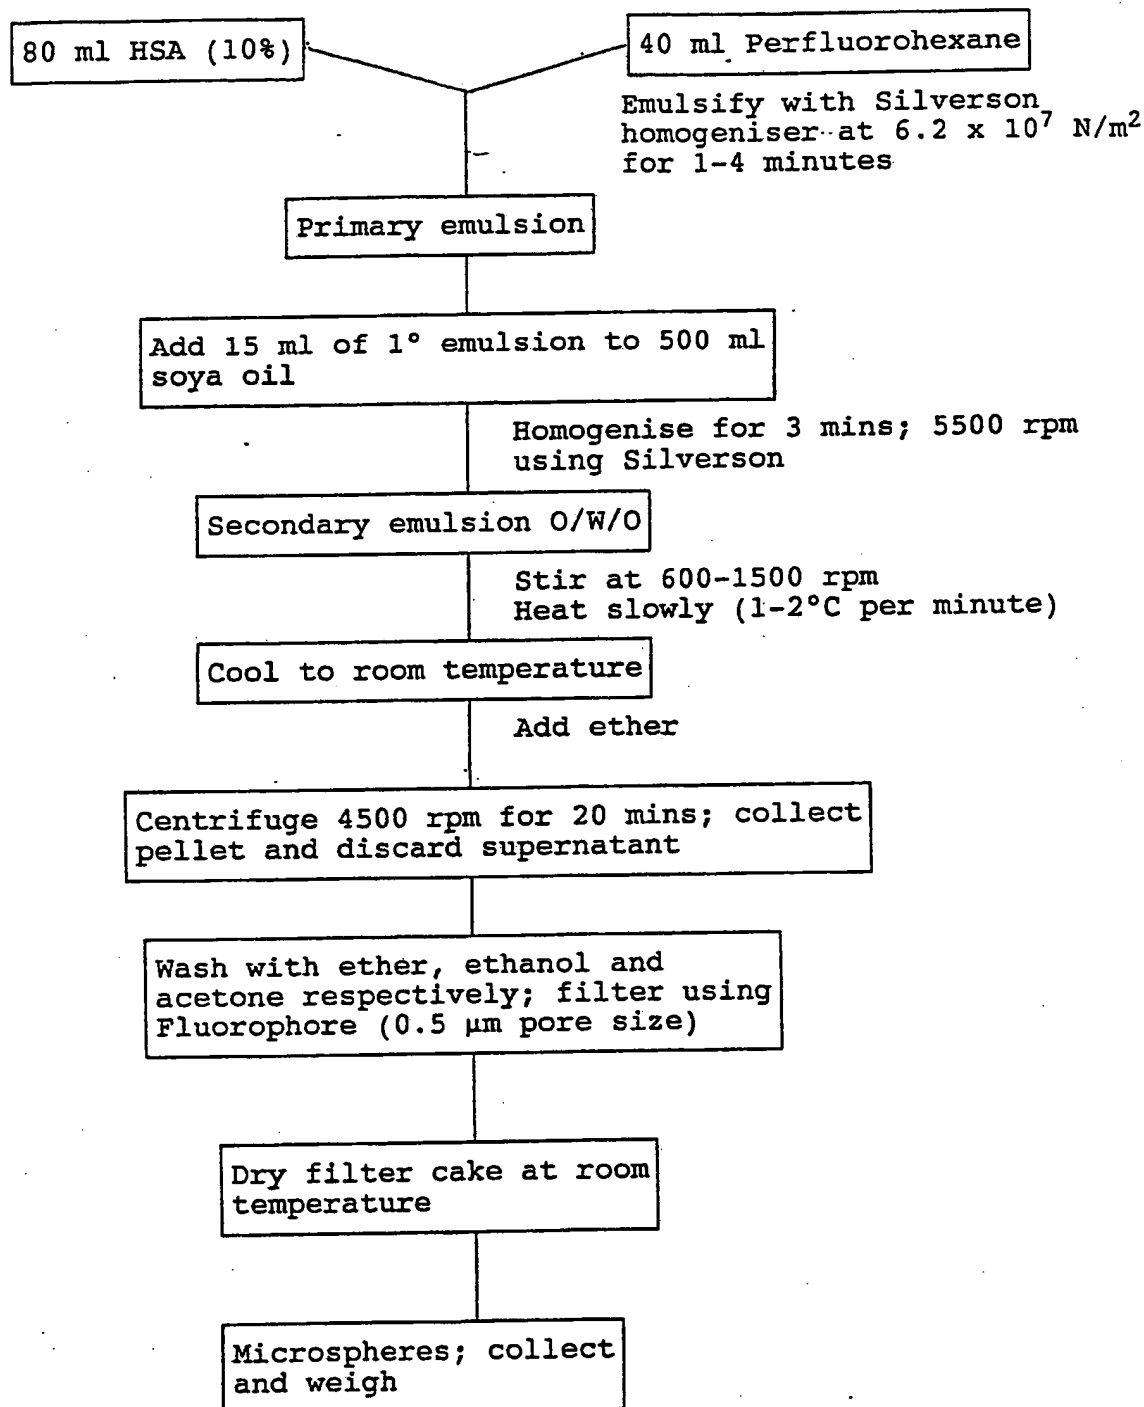 80 ml HSA (10%)
40 ml Perfluorohexane
Emulsify with Silverson
homogeniser at 6.2 x 10⁷ N/m²
for 1-4 minutes
Primary emulsion
Add 15 ml of 1° emulsion to 500 ml
soya oil
Homogenise for 3 mins; 5500 rpm
using Silverson
Secondary emulsion O/W/O
Stir at 600-1500 rpm
Heat slowly (1-2°C per minute)
Cool to room temperature
Add ether
Centrifuge 4500 rpm for 20 mins; collect
pellet and discard supernatant
Wash with ether, ethanol and
acetone respectively; filter using
Fluorophore (0.5 µm pore size)
Dry filter cake at room
temperature
Microspheres; collect
and weigh